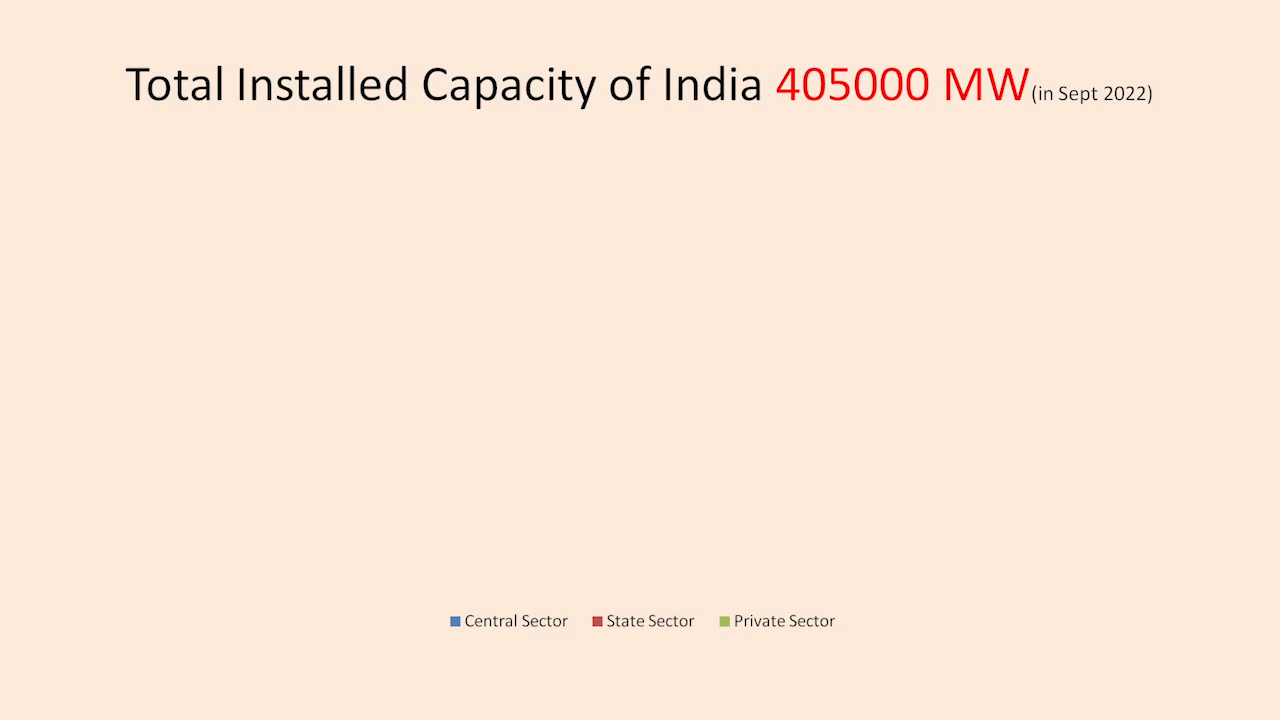 Total Installed Capacity of India 405000 MW(in Sept 2022)
Central Sector State Sector Private Sector